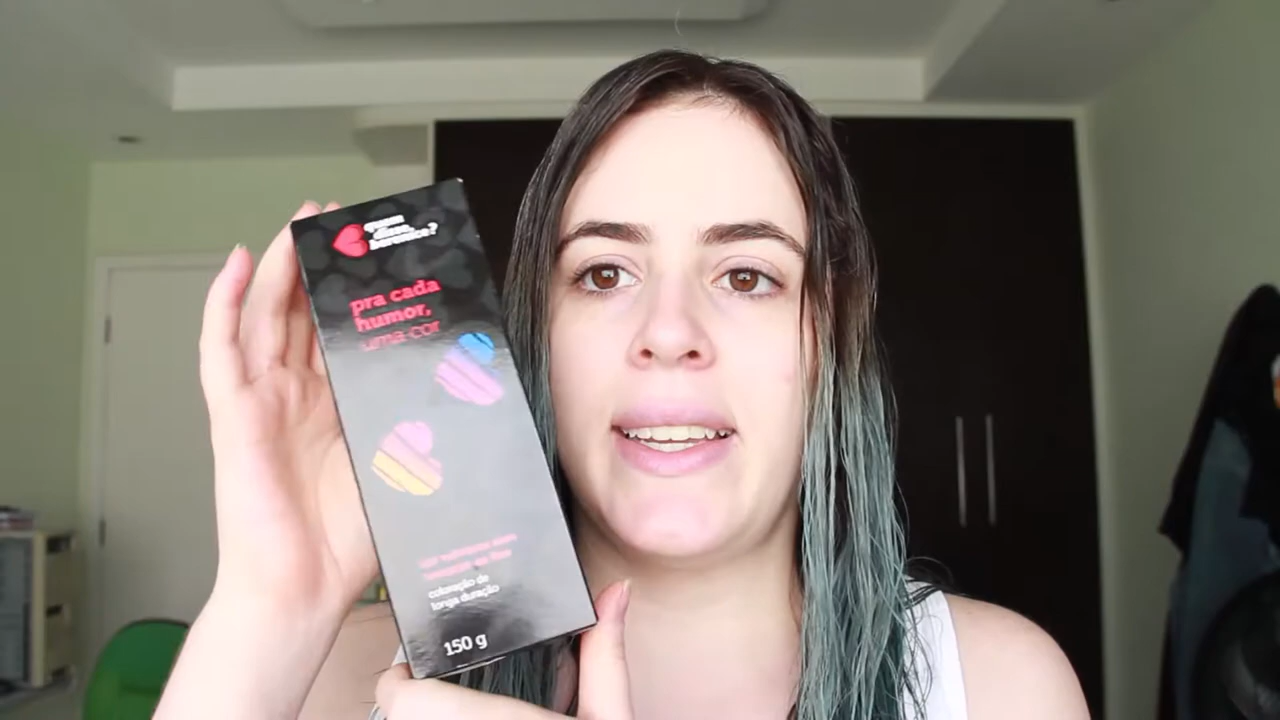 quem
disse,
berenice?
pra cada
humor,
uma cor
coloração de
longa duração
150 g